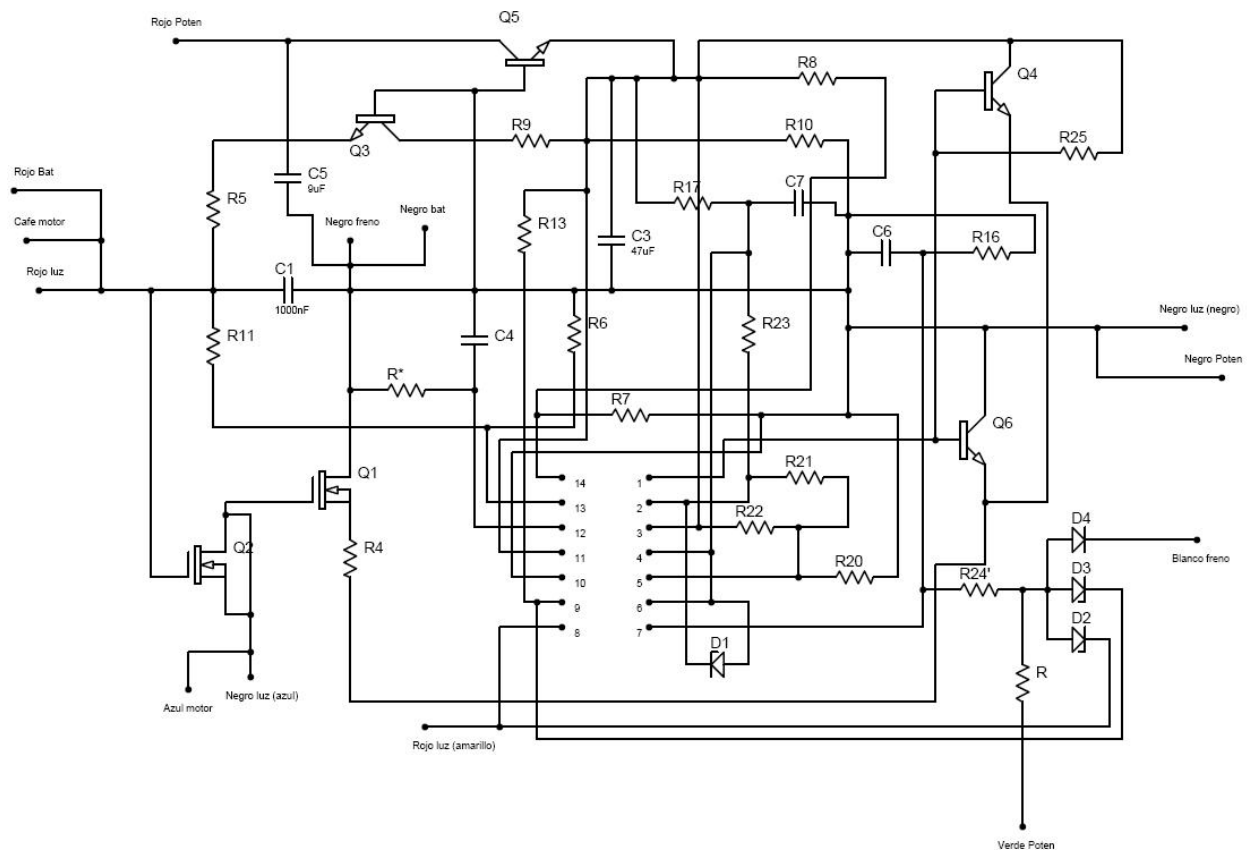 Rojo Poten
Q5
R8
Q4
Q3
R9
R10
R25
Rojo Bat
C5
9uF
R17
C7
Cafe motor
R5
Negro freno
Negro bat
R13
C3
47uF
C6
R16
Rojo luz
C1
1000nF
R11
C4
R6
R23
Negro luz (negro)
Negro Poten
R*
R7
Q6
Q1
R21
14
1
13
2
R22
12
3
Q2
R4
11
4
D4
Blanco freno
R20
10
5
R24'
D3
9
6
D2
8
7
D1
R
Azul motor
Negro luz (azul)
Rojo luz (amarillo)
Verde Poten